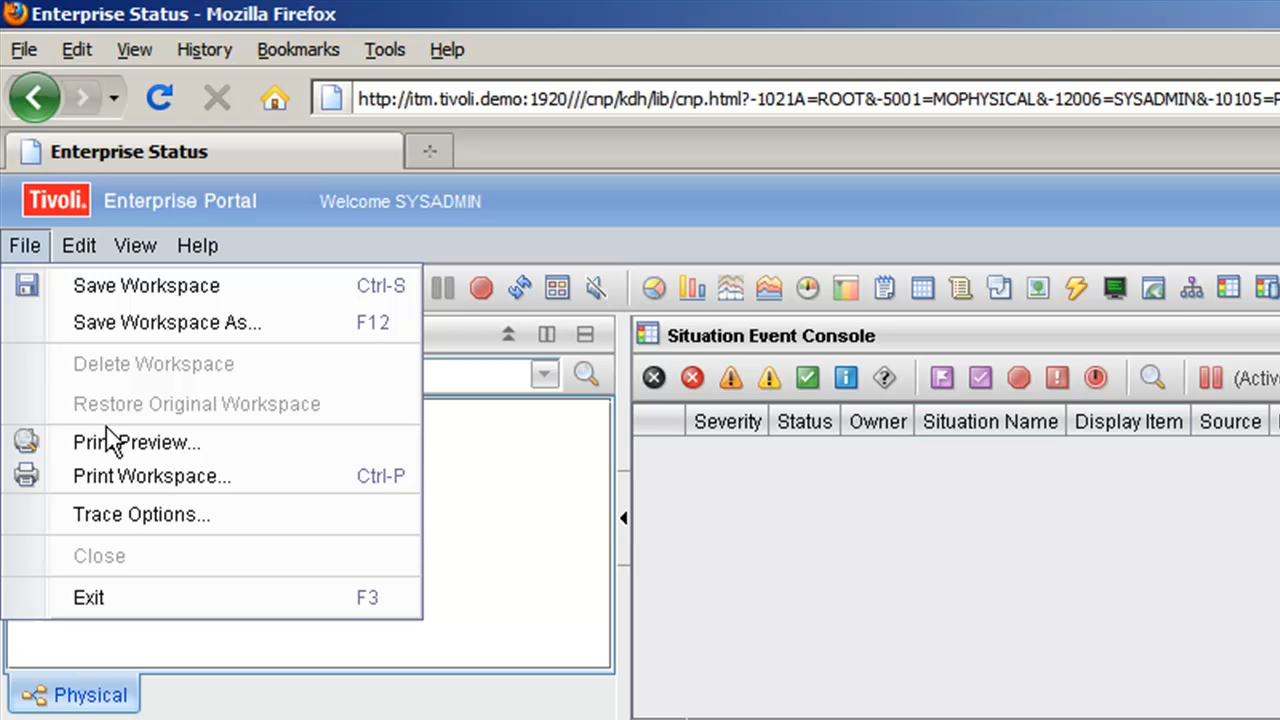 Enterprise Status - Mozilla Firefox
File Edit View History Bookmarks Tools Help
http://itm.tivoli.demo:1920///cnp/kdh/lib/cnp.html?-1021A=ROOT&-5001=MOPHYSICAL&-12006=SYSADMIN&-10105=
Enterprise Status
Tivoli. Enterprise Portal Welcome SYSADMIN
File Edit View Help
Save Workspace Ctrl-S
Save Workspace As... F12
Delete Workspace
Restore Original Workspace
Print Preview...
Print Workspace... Ctrl-P
Trace Options...
Close
Exit F3
Physical
Situation Event Console
(Activ
Severity Status Owner Situation Name Display Item Source